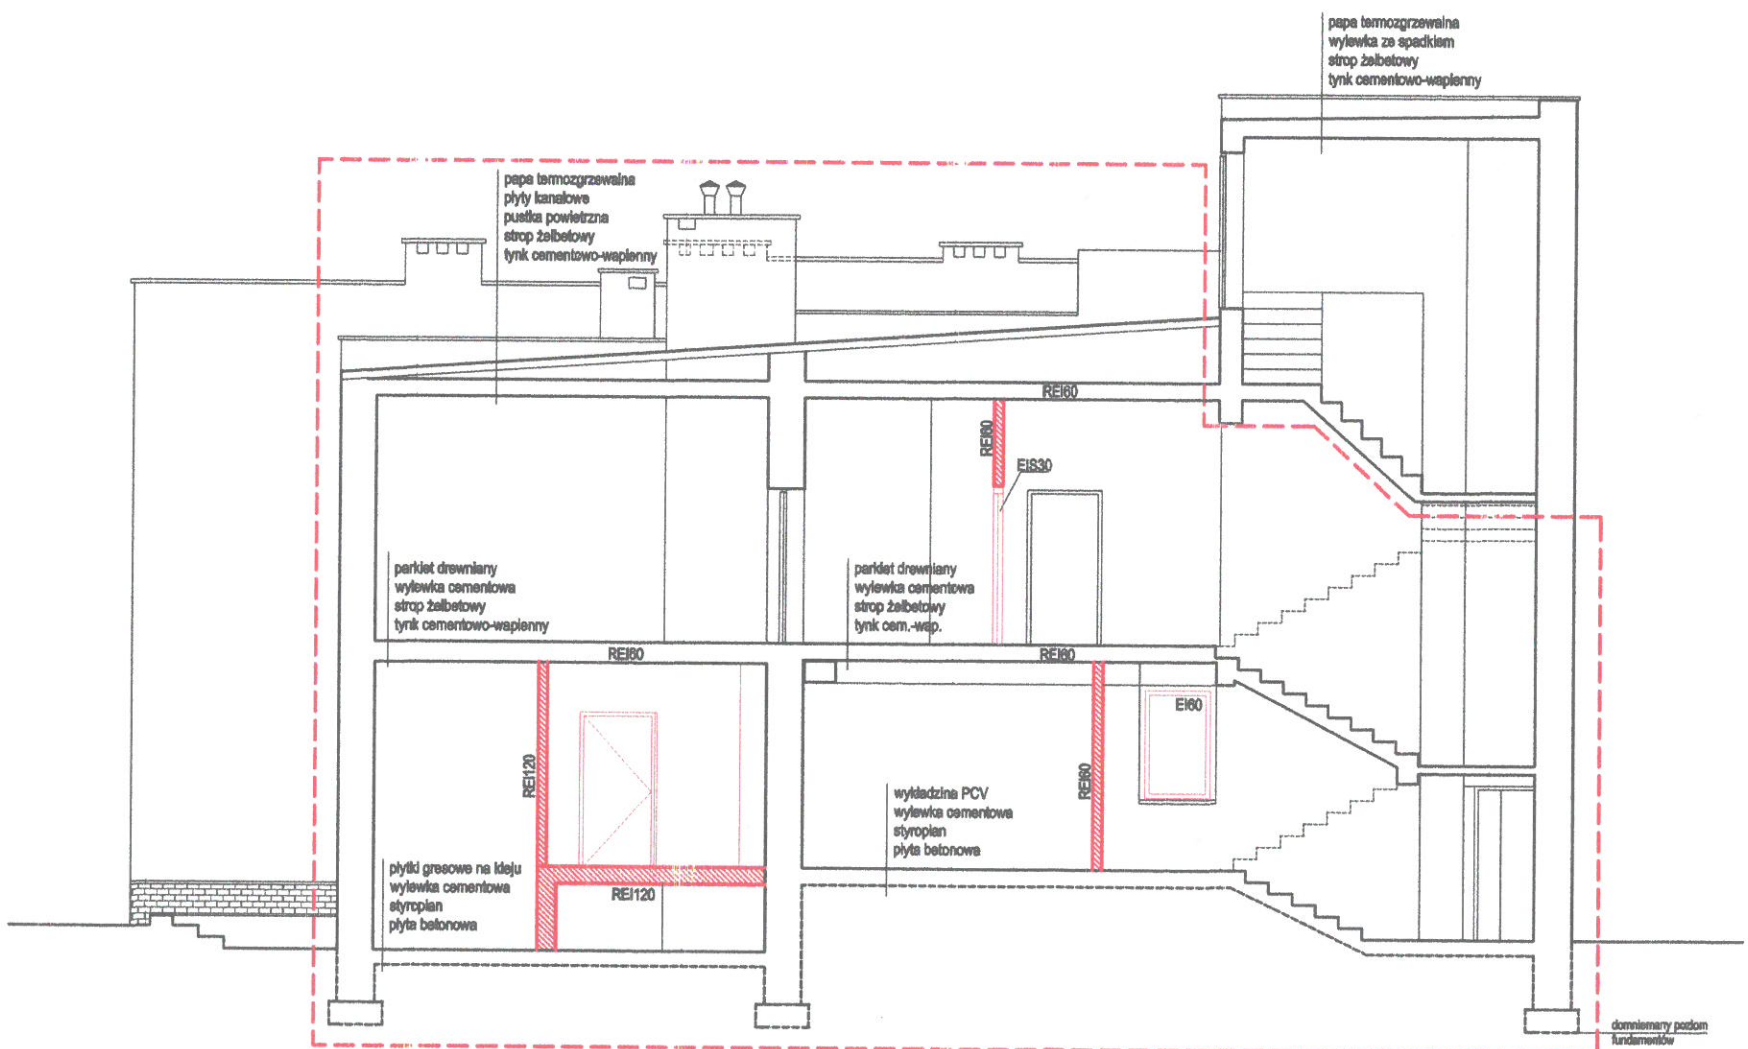 papa termozgrzewalna
wylewka ze spadkiem
strop żelbetowy
tynk cementowo-wapienny
papa termozgrzewalna
płyty kanałowe
pustka powietrzna
strop żelbetowy
tynk cementowo-wapienny
REI60
REI60
EIS30
parkiet drewniany
wylewka cementowa
strop żelbetowy
tynk cementowo-wapienny
parkiet drewniany
wylewka cementowa
strop żelbetowy
tynk cem.-wap.
REI60
REI60
EI60
REI120
REI60
wykładzina PCV
wylewka cementowa
styropian
płyta betonowa
płytki gresowe na kleju
wylewka cementowa
styropian
płyta betonowa
REI120
domniemany poziom
fundamentów